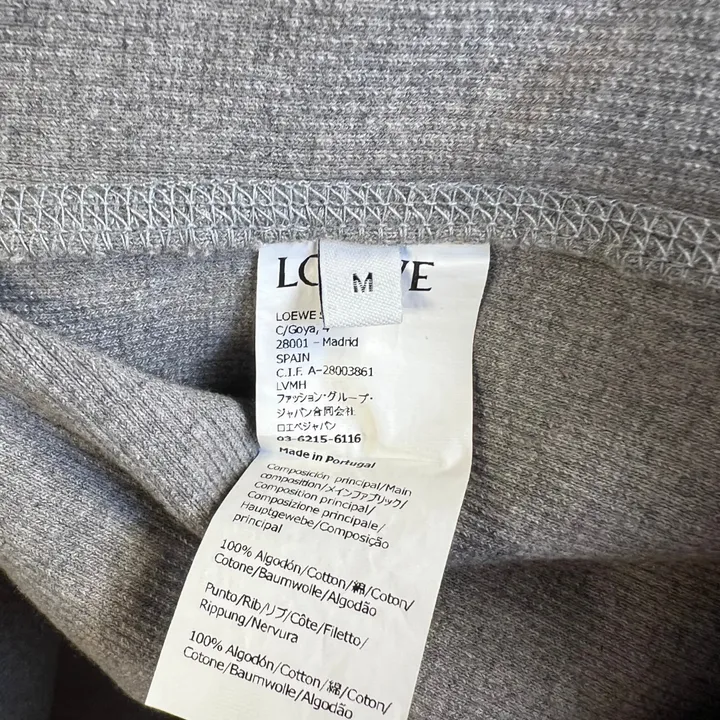 M
LOEWE
C/Goya, 4
28001 - Madrid
SPAIN
C.I.F. A-28003861
LVMH
ファッション・グループ・
ジャパン合同会社
ロエベジャパン
03-6215-6116
Made in Portugal
Composición principal/Main
composition/メインファブリック/
Composition principal/
Composizione principale/
Hauptgewebe/Composição
principal
100% Algodón/Cotton/綿/Coton/
Cotone/Baumwolle/Algodão
Punto/Rib/リブ/Côte/Filetto/
Rippung/Nervura
100% Algodón/Cotton/綿/Coton/
Cotone/Baumwolle/Algodão